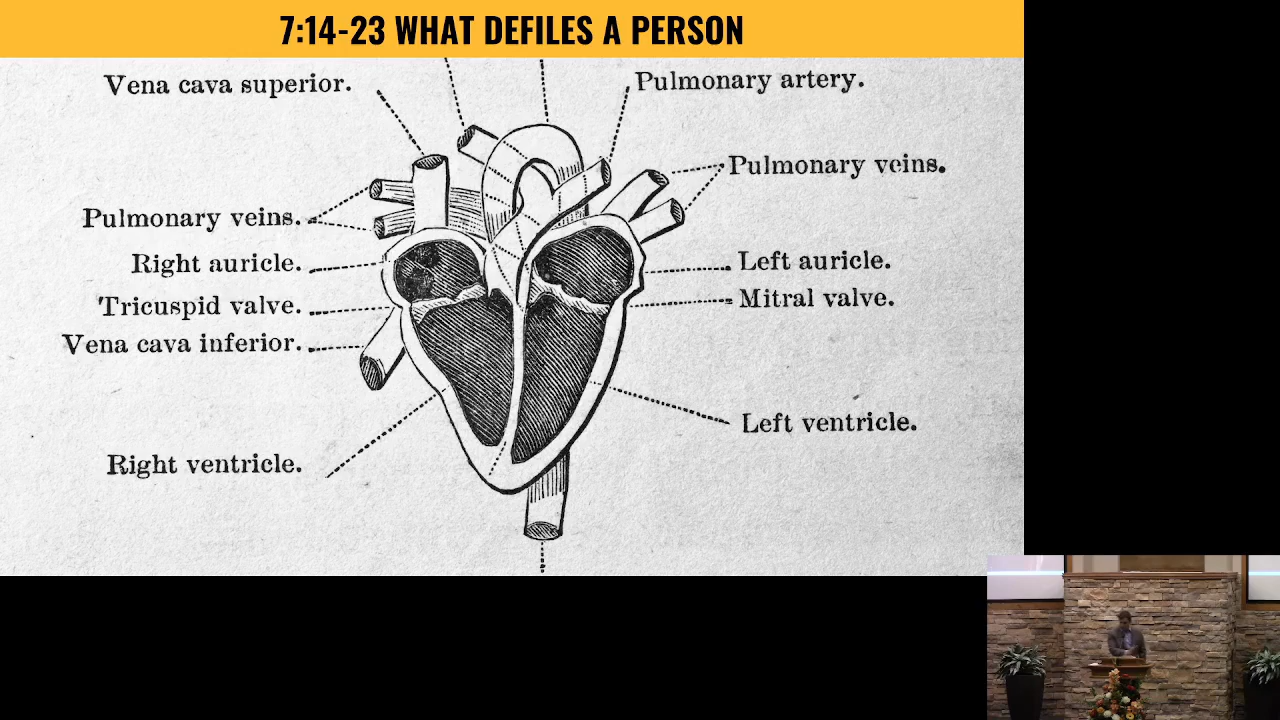 7:14-23 WHAT DEFILES A PERSON
Vena cava superior.
Pulmonary artery.
Pulmonary veins.
Pulmonary veins.
Right auricle.
Left auricle.
Tricuspid valve.
Mitral valve.
Vena cava inferior.
Left ventricle.
Right ventricle.